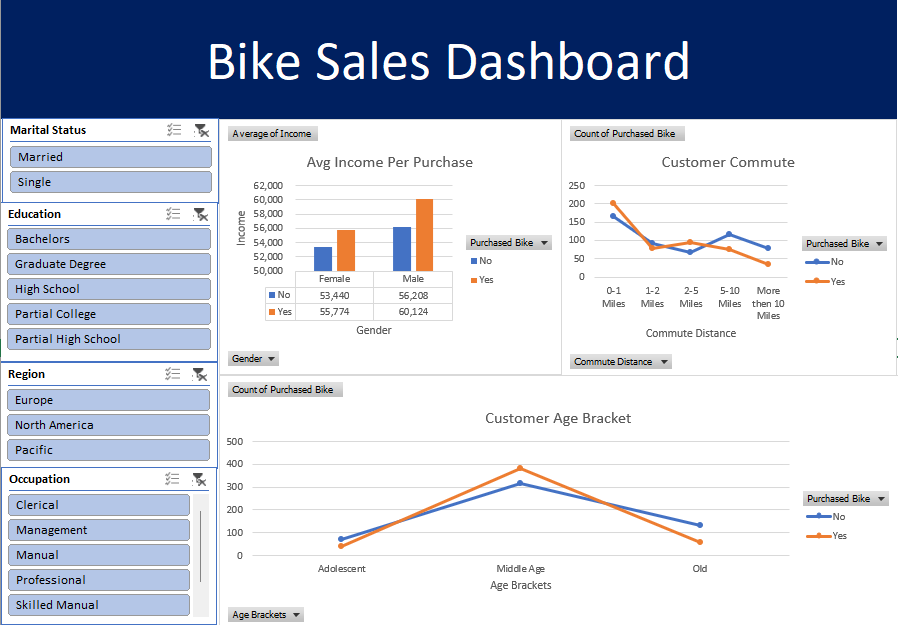 Bike Sales Dashboard
Marital Status
Married
Single
Education
Bachelors
Graduate Degree
High School
Partial College
Partial High School
Region
Europe
North America
Pacific
Occupation
Clerical
Management
Manual
Professional
Skilled Manual
Average of Income
Avg Income Per Purchase
62,000
60,000
58,000
56,000
54,000
52,000
50,000
Income
Female Male
No 53,440 56,208
Yes 55,774 60,124
Gender
Purchased Bike
No
Yes
Gender
Count of Purchased Bike
Customer Commute
250
200
150
100
50
0
0-1 Miles
1-2 Miles
2-5 Miles
5-10 Miles
More then 10 Miles
Commute Distance
Purchased Bike
No
Yes
Commute Distance
Count of Purchased Bike
Customer Age Bracket
500
400
300
200
100
0
Adolescent Middle Age Old
Age Brackets
Purchased Bike
No
Yes
Age Brackets